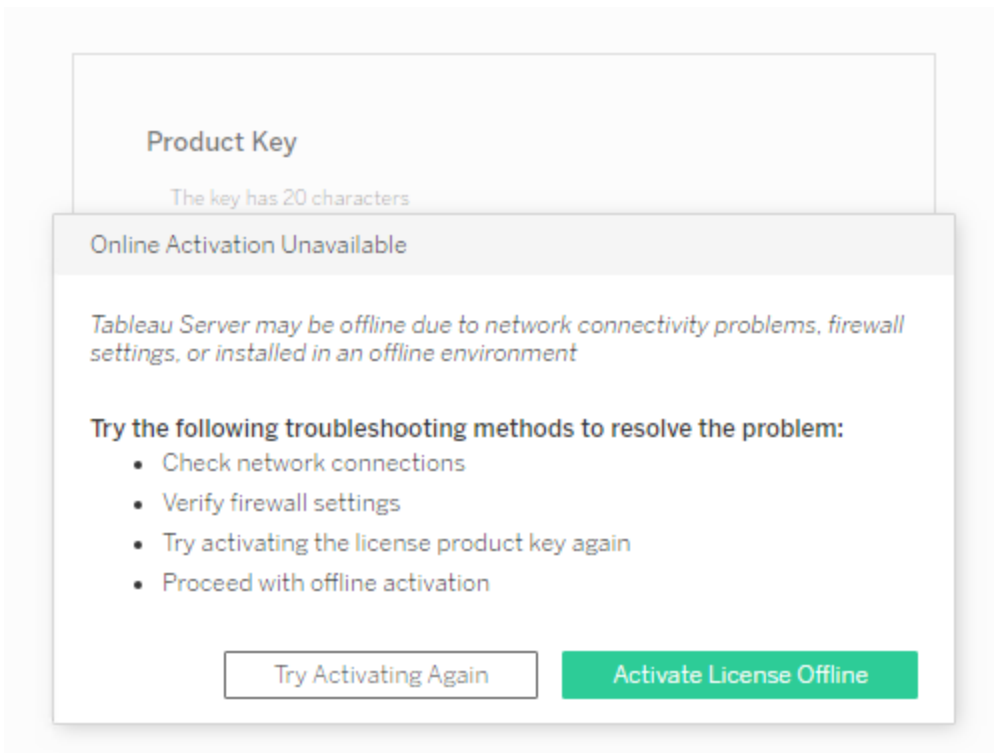 Product Key
The key has 20 characters
Online Activation Unavailable
Tableau Server may be offline due to network connectivity problems, firewall
settings, or installed in an offline environment
Try the following troubleshooting methods to resolve the problem:
• Check network connections
• Verify firewall settings
• Try activating the license product key again
• Proceed with offline activation
Try Activating Again
Activate License Offline